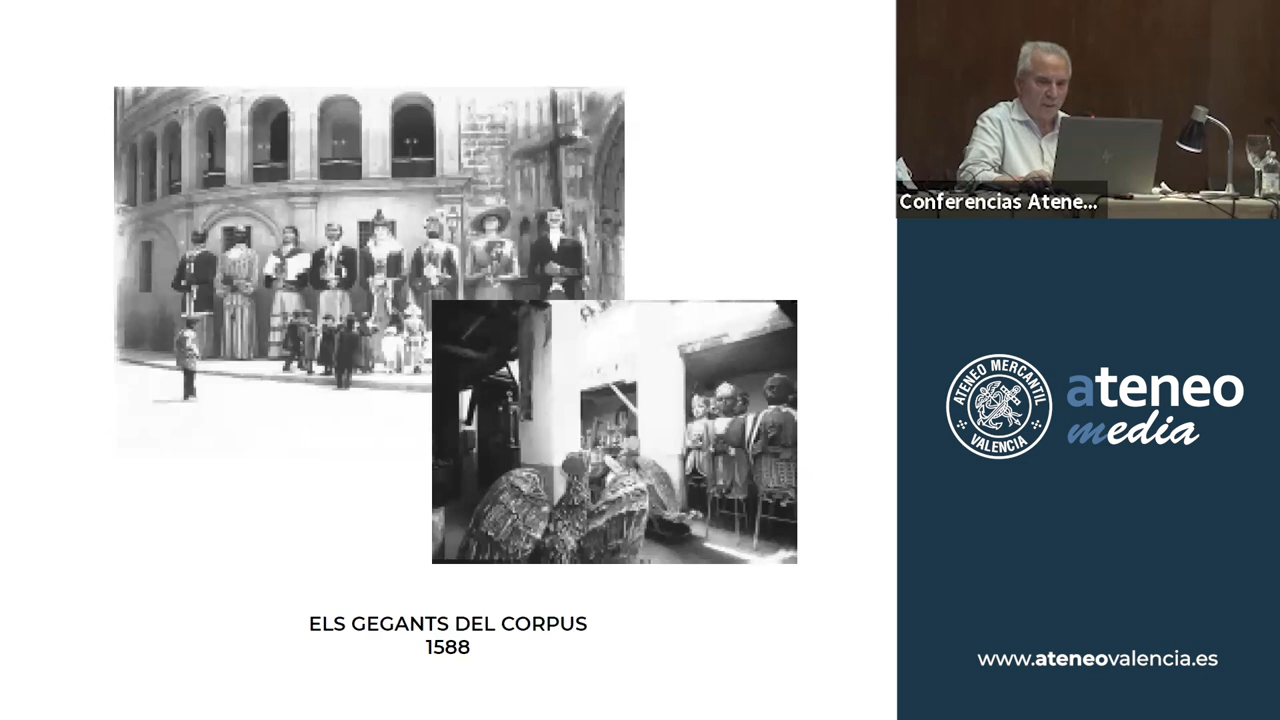 Conferencias Atene...
ATENEO MERCANTIL
VALENCIA
ateneo
media
ELS GEGANTS DEL CORPUS
1588
www.ateneovalencia.es